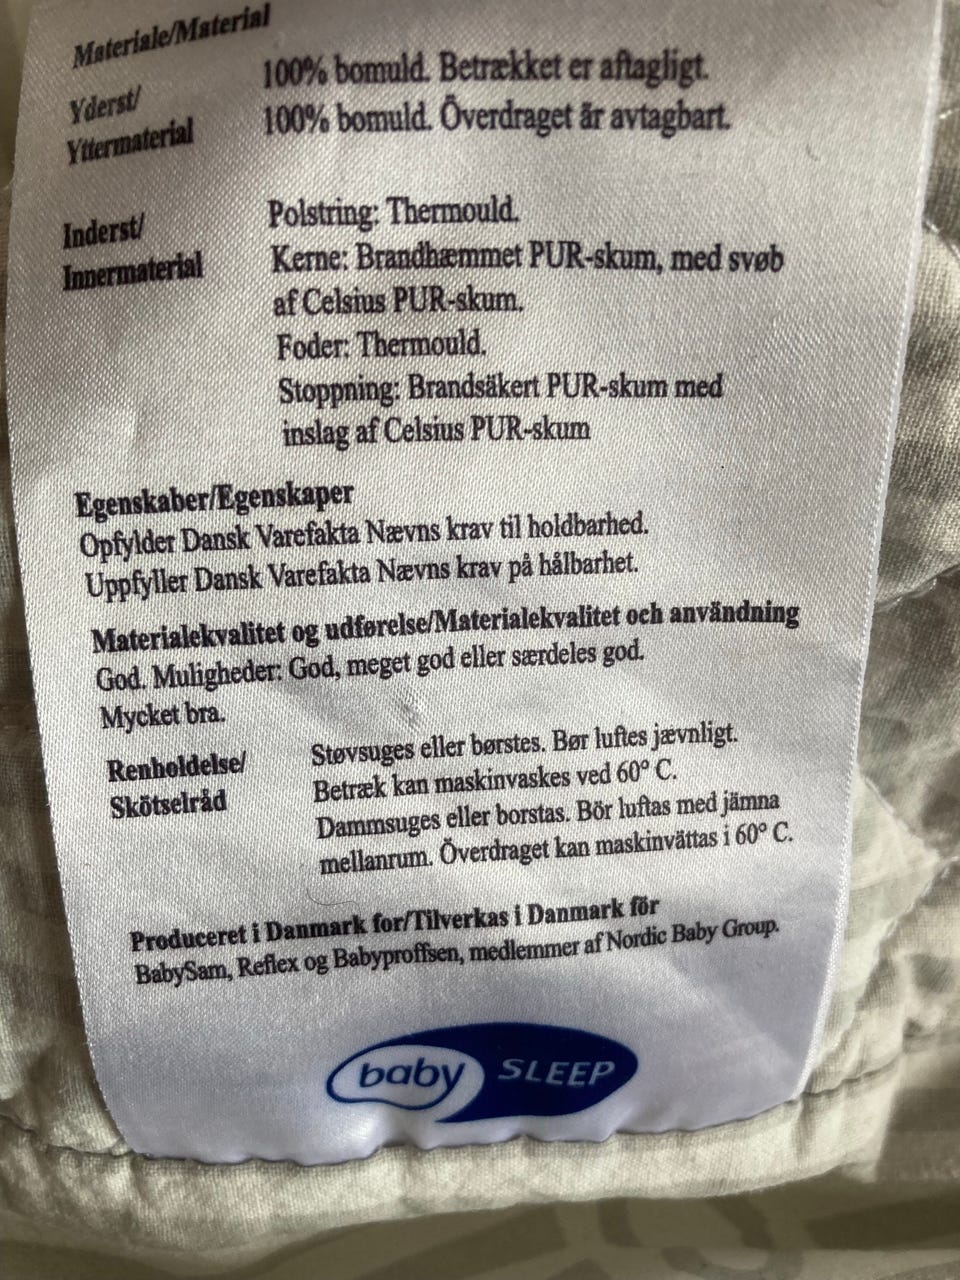 Materiale/Material
Yderst/
Yttermaterial
100% bomuld. Betrækket er aftagligt.
100% bomuld. Överdraget är avtagbart.
Inderst/
Innermaterial
Polstring: Thermould.
Kerne: Brandhæmmet PUR-skum, med svøb
af Celsius PUR-skum.
Foder: Thermould.
Stoppning: Brandsäkert PUR-skum med
inslag af Celsius PUR-skum
Egenskaber/Egenskaper
Opfylder Dansk Varefakta Nævns krav til holdbarhed.
Uppfyller Dansk Varefakta Nævns krav på hålbarhet.
Materialekvalitet og udførelse/Materialekvalitet och användning
God. Muligheder: God, meget god eller særdeles god.
Mycket bra.
Renholdelse/
Skötselråd
Støvsuges eller børstes. Bør luftes jævnligt.
Betræk kan maskinvaskes ved 60° C.
Dammsuges eller borstas. Bör luftas med jämna
mellanrum. Överdraget kan maskinvättas i 60° C.
Produceret i Danmark for/Tilverkas i Danmark för
BabySam, Reflex og Babyproffsen, medlemmer af Nordic Baby Group.
baby SLEEP